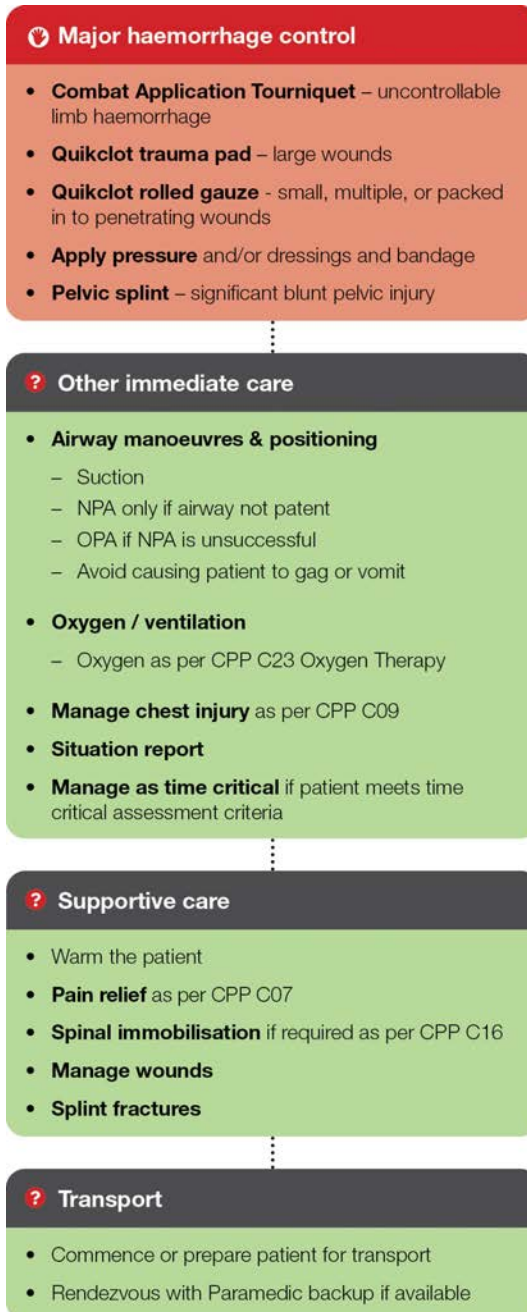 Major haemorrhage control
• Combat Application Tourniquet – uncontrollable
limb haemorrhage
• Quikclot trauma pad – large wounds
• Quikclot rolled gauze - small, multiple, or packed
in to penetrating wounds
• Apply pressure and/or dressings and bandage
• Pelvic splint – significant blunt pelvic injury
? Other immediate care
• Airway manoeuvres & positioning
– Suction
– NPA only if airway not patent
– OPA if NPA is unsuccessful
– Avoid causing patient to gag or vomit
• Oxygen / ventilation
– Oxygen as per CPP C23 Oxygen Therapy
• Manage chest injury as per CPP C09
• Situation report
• Manage as time critical if patient meets time
critical assessment criteria
? Supportive care
• Warm the patient
• Pain relief as per CPP C07
• Spinal immobilisation if required as per CPP C16
• Manage wounds
• Splint fractures
? Transport
• Commence or prepare patient for transport
• Rendezvous with Paramedic backup if available